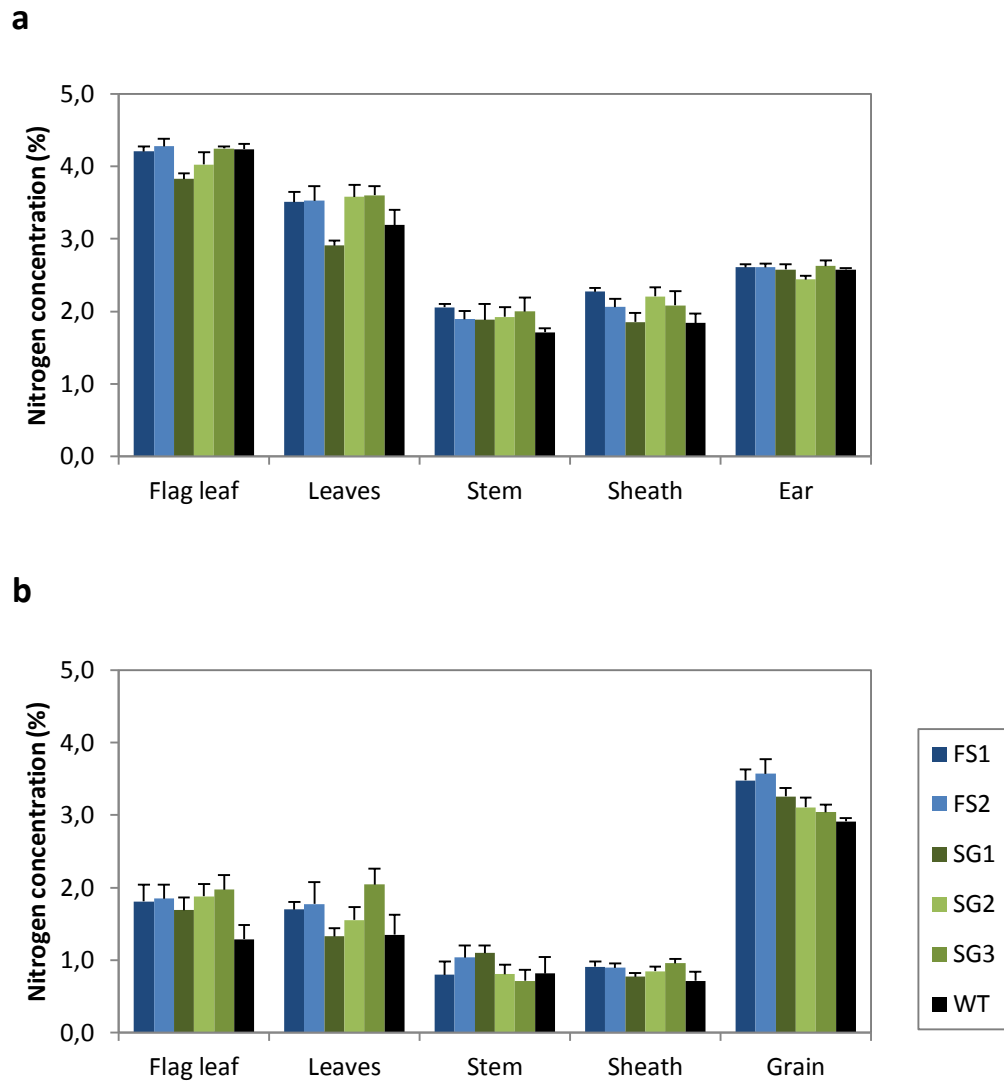 a
Nitrogen concentration (%)
5,0
4,0
3,0
2,0
1,0
0,0
Flag leaf Leaves Stem Sheath Ear
b
Nitrogen concentration (%)
5,0
4,0
3,0
2,0
1,0
0,0
Flag leaf Leaves Stem Sheath Grain
FS1
FS2
SG1
SG2
SG3
WT